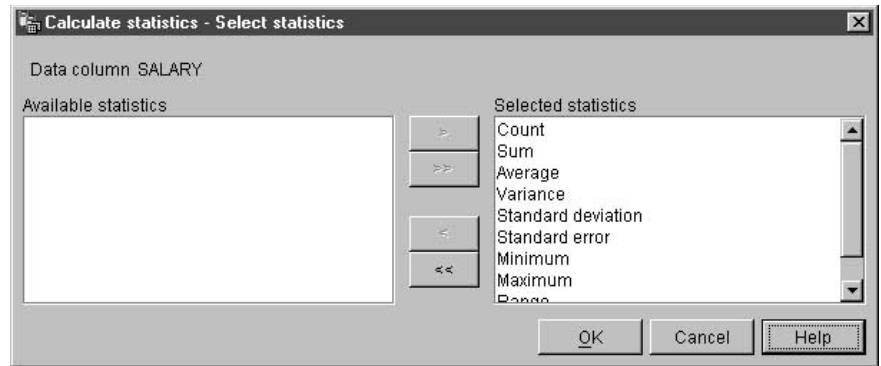 Calculate statistics - Select statistics
Data column SALARY
Available statistics
Selected statistics
>
>>
<
<<
Count
Sum
Average
Variance
Standard deviation
Standard error
Minimum
Maximum
Range
OK
Cancel
Help